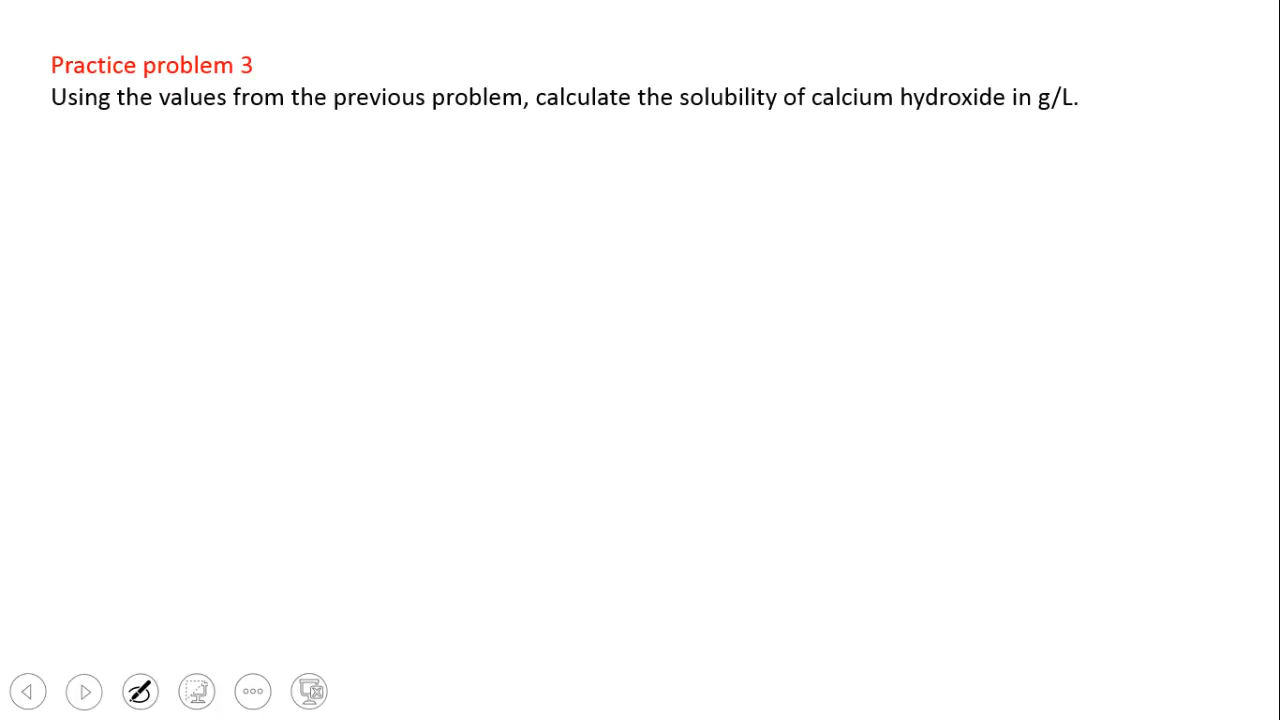 Practice problem 3
Using the values from the previous problem, calculate the solubility of calcium hydroxide in g/L.